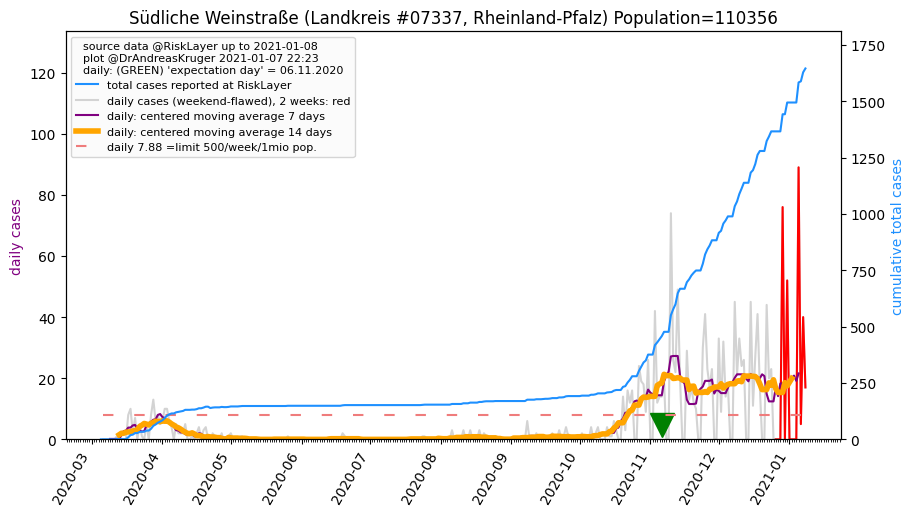 Südliche Weinstraße (Landkreis #07337, Rheinland-Pfalz) Population=110356
source data @RiskLayer up to 2021-01-08
plot @DrAndreasKruger 2021-01-07 22:23
daily: (GREEN) 'expectation day' = 06.11.2020
total cases reported at RiskLayer
daily cases (weekend-flawed), 2 weeks: red
daily: centered moving average 7 days
daily: centered moving average 14 days
daily 7.88 =limit 500/week/1mio pop.
daily cases
120
100
80
60
40
20
0
cumulative total cases
1750
1500
1250
1000
750
500
250
0
2020-03
2020-04
2020-05
2020-06
2020-07
2020-08
2020-09
2020-10
2020-11
2020-12
2021-01